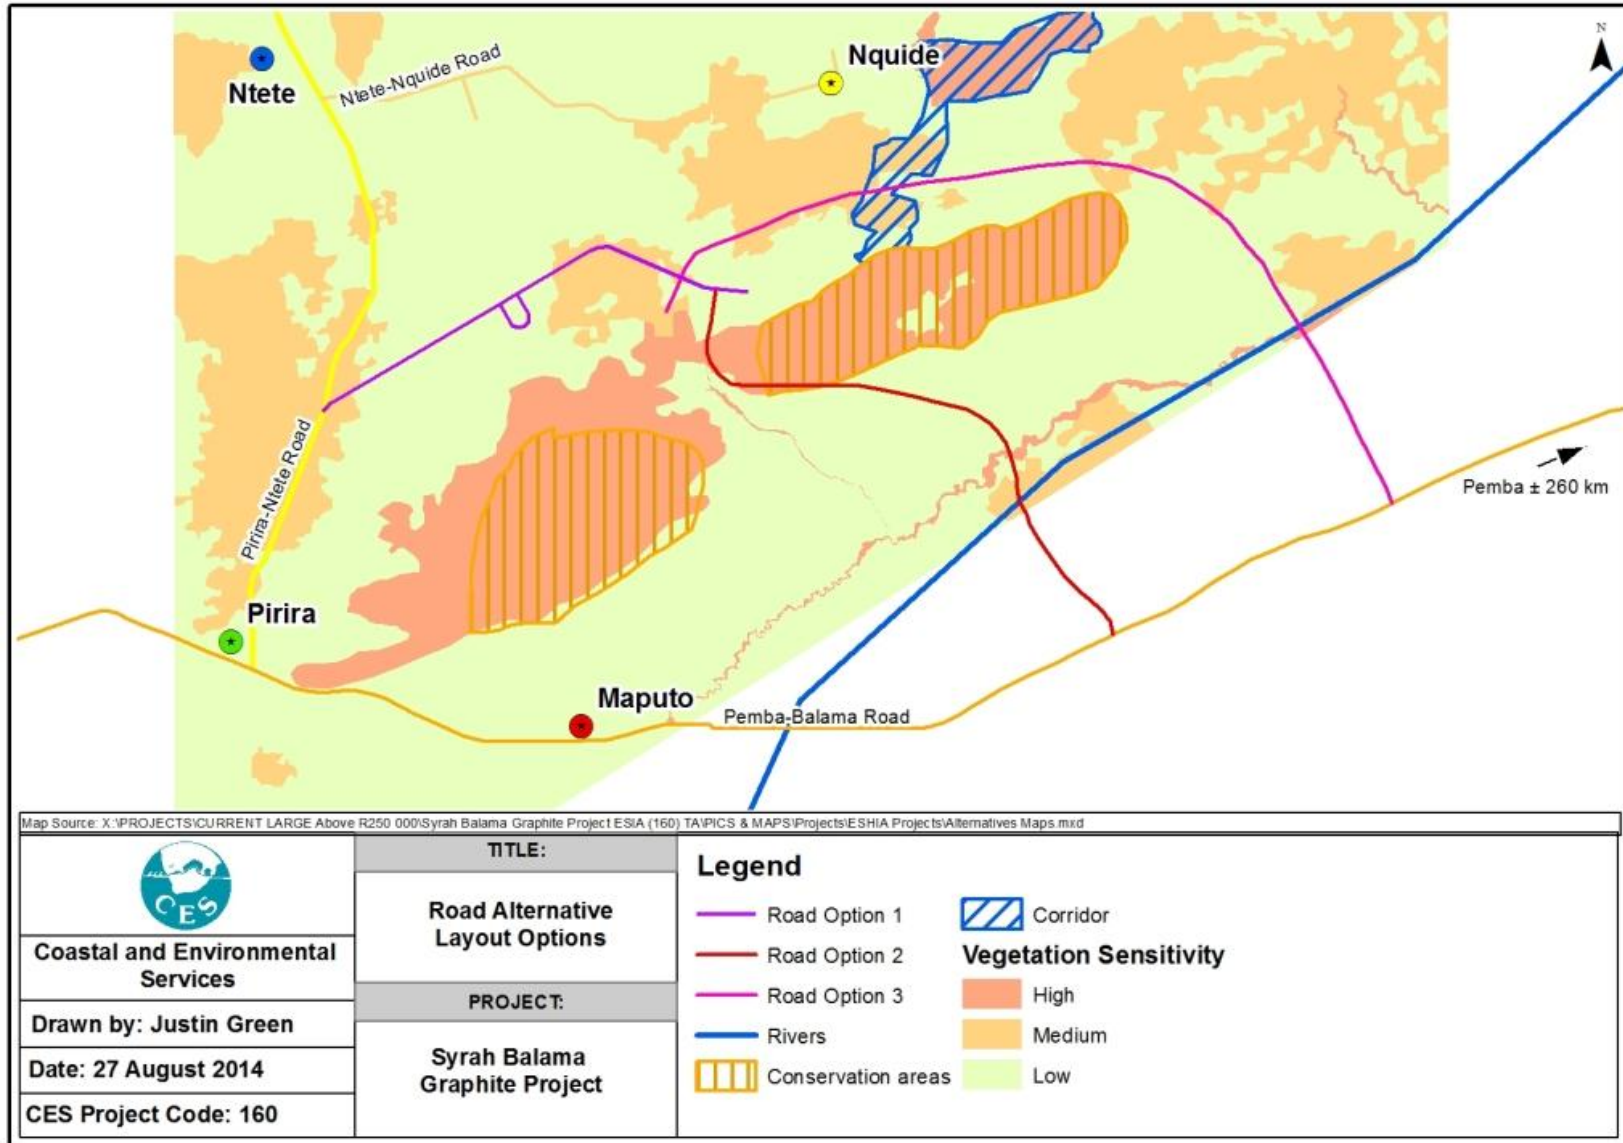 N
Nquide
Ntete
Ntete-Nquide Road
Pirira-Ntete Road
Pemba ± 260 km
Pirira
Maputo
Pemba-Balama Road
Map Source: X:\PROJECTS\CURRENT LARGE Above R250 000\Syrah Balama Graphite Project ESIA (160) TA\PICS & MAPS\Projects\ESHIA Projects\Alternatives Maps.mxd
CES
Coastal and Environmental
Services
Drawn by: Justin Green
Date: 27 August 2014
CES Project Code: 160
TITLE:
Road Alternative
Layout Options
PROJECT:
Syrah Balama
Graphite Project
Legend
Road Option 1
Road Option 2
Road Option 3
Rivers
Conservation areas
Corridor
Vegetation Sensitivity
High
Medium
Low